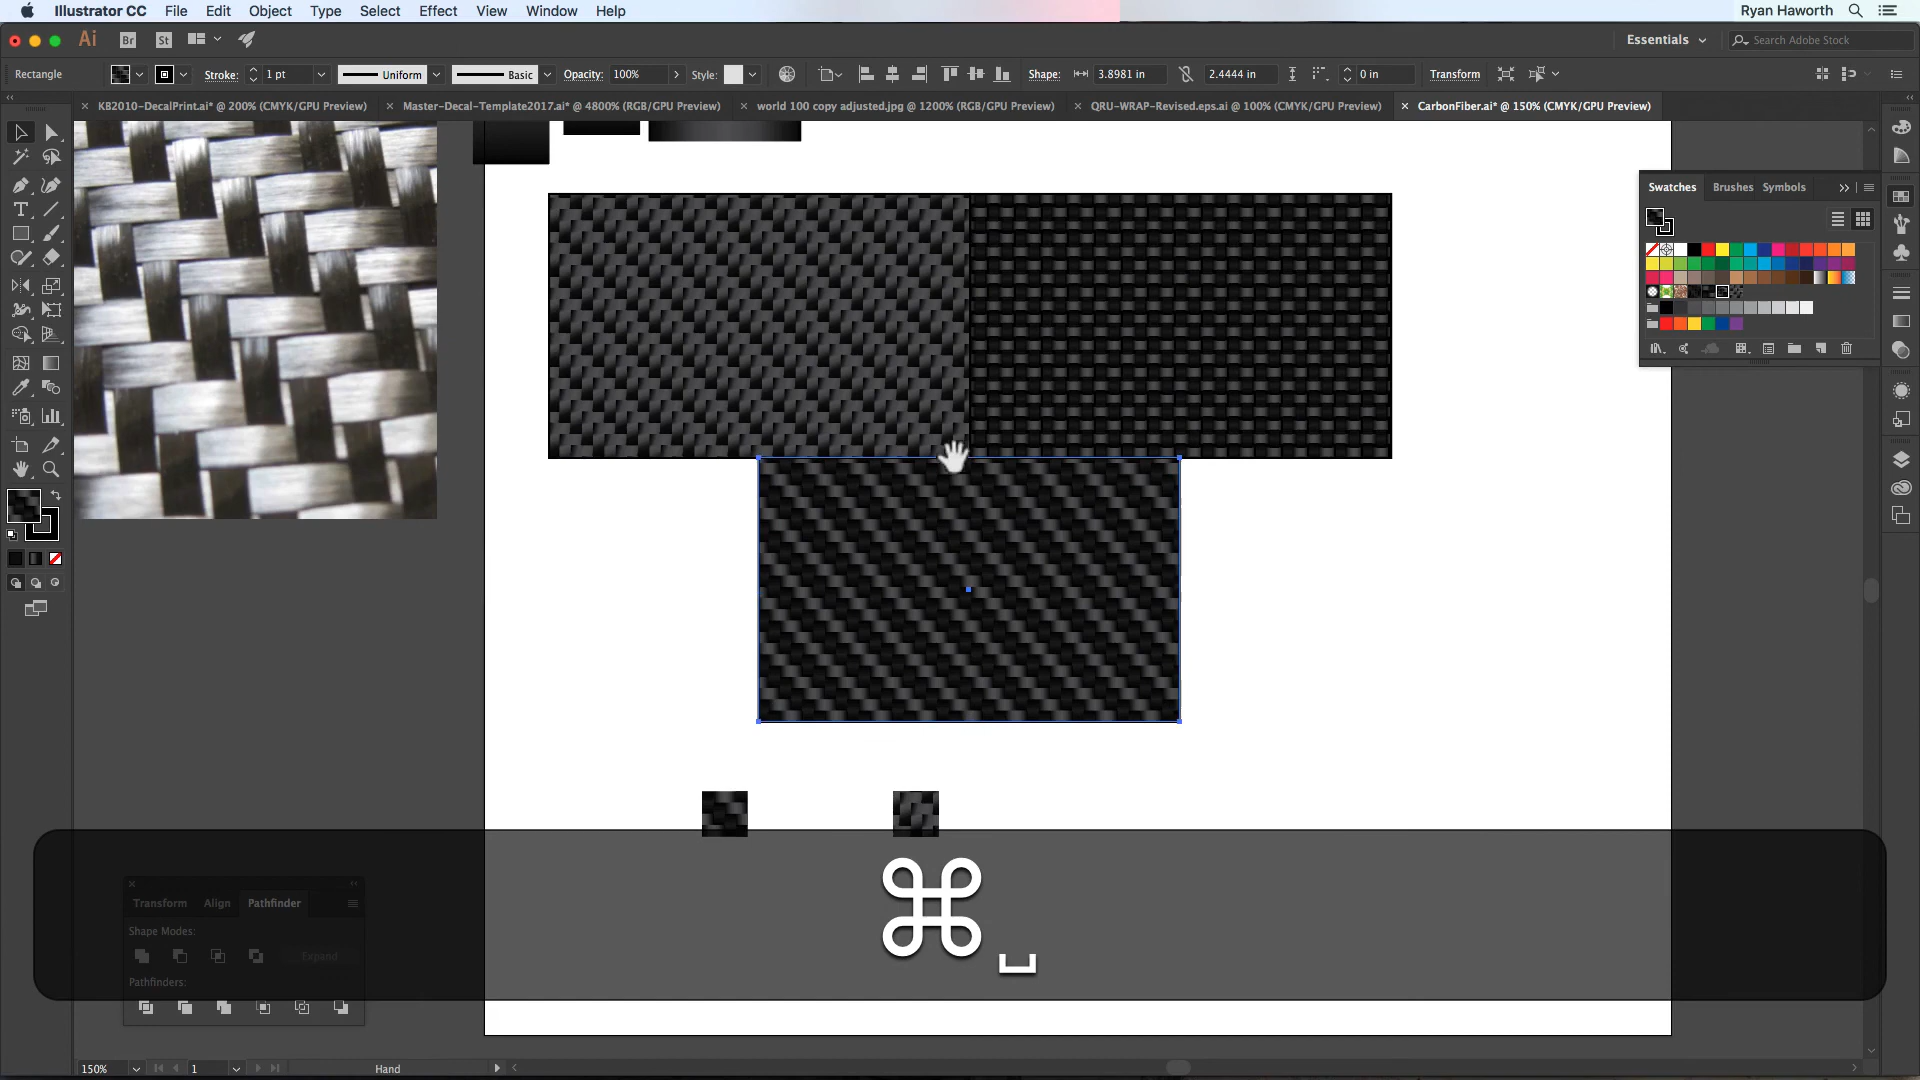 Illustrator CC File Edit Object Type Select Effect View Window Help Ryan Haworth
Ai Br St Essentials Search Adobe Stock
Rectangle Stroke: 1 pt Uniform Basic Opacity: 100% Style: Shape: 3.8981 in 2.4444 in 0 in Transform
KB2010-DecalPrint.ai* @ 200% (CMYK/GPU Preview) Master-Decal-Template2017.ai* @ 4800% (RGB/GPU Preview) world 100 copy adjusted.jpg @ 1200% (RGB/GPU Preview) QRU-WRAP-Revised.eps.ai @ 100% (CMYK/GPU Preview) CarbonFiber.ai* @ 150% (CMYK/GPU Preview)
Swatches Brushes Symbols
⌘
Transform Align Pathfinder
Shape Modes:
Expand
Pathfinders:
150% 1 Hand